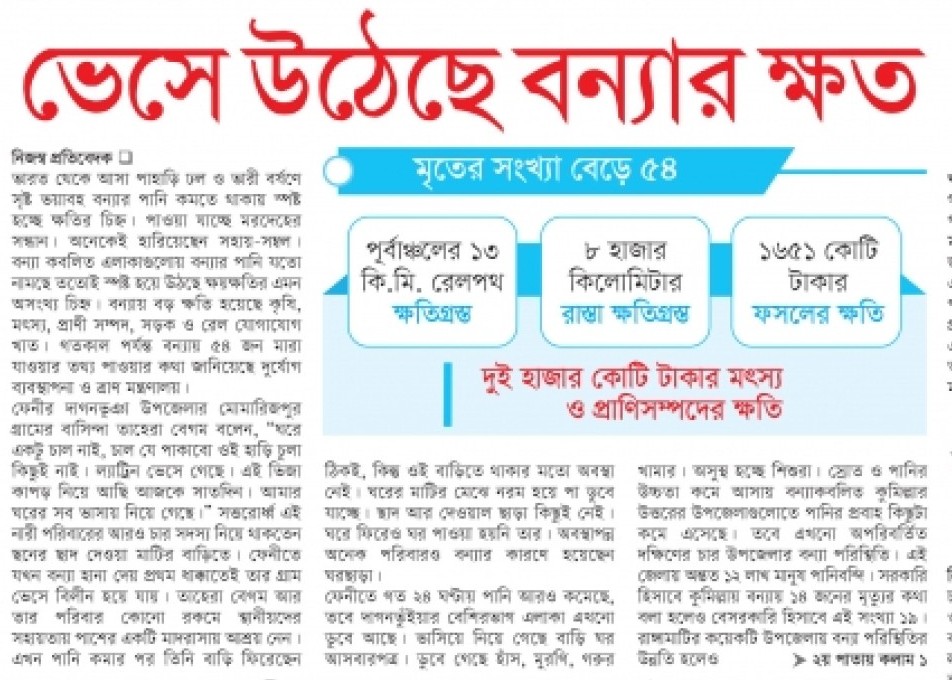 ভেসে উঠেছে বন্যার ক্ষত
নিজস্ব প্রতিবেদক
ভারত থেকে আসা পাহাড়ি ঢল ও ভারী বর্ষণে
সৃষ্ট ভয়াবহ বন্যার পানি কমতে থাকায় স্পষ্ট
হচ্ছে ক্ষতির চিহ্ন। পাওয়া যাচ্ছে মরদেহের
সন্ধান। অনেকেই হারিয়েছেন সহায়-সম্বল।
বন্যা কবলিত এলাকাগুলোয় বন্যার পানি যতো
নামছে ততোই স্পষ্ট হয়ে উঠছে ক্ষয়ক্ষতির এমন
অসংখ্য চিহ্ন। বন্যায় বড় ক্ষতি হয়েছে কৃষি,
মৎস্য, প্রাণী সম্পদ, সড়ক ও রেল যোগাযোগ
খাত। গতকাল পর্যন্ত বন্যায় ৫৪ জন মারা
যাওয়ার তথ্য পাওয়ার কথা জানিয়েছে দুর্যোগ
ব্যবস্থাপনা ও ত্রাণ মন্ত্রণালয়।
ফেনীর দাগনভূঞা উপজেলার মোমারিজপুর
গ্রামের বাসিন্দা তাহেরা বেগম বলেন, "ঘরে
একটু চাল নাই, চাল যে পাকাবো ওই হাড়ি চুলা
কিছুই নাই। ল্যাট্রিন ভেসে গেছে। এই ভিজা
কাপড় নিয়ে আছি আজকে সাতদিন। আমার
ঘরের সব ভাসায় নিয়ে গেছে।" সত্তরোর্ধ্ব এই
নারী পরিবারের আরও চার সদস্য নিয়ে থাকতেন
ছনের ছাদ দেওয়া মাটির বাড়িতে। ফেনীতে
যখন বন্যা হানা দেয় প্রথম ধাক্কাতেই তার গ্রাম
ভেসে বিলীন হয়ে যায়। তাহেরা বেগম আর
তার পরিবার কোনো রকমে স্থানীয়দের
সহায়তায় পাশের একটি মাদরাসায় আশ্রয় নেন।
এখন পানি কমার পর তিনি বাড়ি ফিরেছেন
মৃতের সংখ্যা বেড়ে ৫৪
পূর্বাঞ্চলের ১৩
কি.মি. রেলপথ
ক্ষতিগ্রস্ত
৮ হাজার
কিলোমিটার
রাস্তা ক্ষতিগ্রস্ত
১৬৫১ কোটি
টাকার
ফসলের ক্ষতি
দুই হাজার কোটি টাকার মৎস্য
ও প্রাণিসম্পদের ক্ষতি
ঠিকই, কিন্তু ওই বাড়িতে থাকার মতো অবস্থা
নেই। ঘরের মাটির মেঝে নরম হয়ে পা ডুবে
যাচ্ছে। ছাদ আর দেওয়াল ছাড়া কিছুই নেই।
ঘরে ফিরেও ঘর পাওয়া হয়নি তার। অবস্থাপন্ন
অনেক পরিবারও বন্যার কারণে হয়েছেন
ঘরছাড়া।
ফেনীতে গত ২৪ ঘণ্টায় পানি আরও কমেছে,
তবে দাগনভুঁইয়ার বেশিরভাগ এলাকা এখনো
ডুবে আছে। ভাসিয়ে নিয়ে গেছে বাড়ি ঘর
আসবাবপত্র। ডুবে গেছে হাঁস, মুরগি, গরুর
খামার। অসুস্থ হচ্ছে শিশুরা। স্রোত ও পানির
উচ্চতা কমে আসায় বন্যাকবলিত কুমিল্লার
উত্তরের উপজেলাগুলোতে পানির প্রবাহ কিছুটা
কমে এসেছে। তবে এখনো অপরিবর্তিত
দক্ষিণের চার উপজেলার বন্যা পরিস্থিতি। এই
জেলায় অন্তত ১২ লাখ মানুষ পানিবন্দি। সরকারি
হিসাবে কুমিল্লায় বন্যায় ১৪ জনের মৃত্যুর কথা
বলা হলেও বেসরকারি হিসাবে এই সংখ্যা ১৯।
রাঙ্গামাটির কয়েকটি উপজেলায় বন্যা পরিস্থিতির
উন্নতি হলেও ➤ ২য় পাতায় কলাম ১